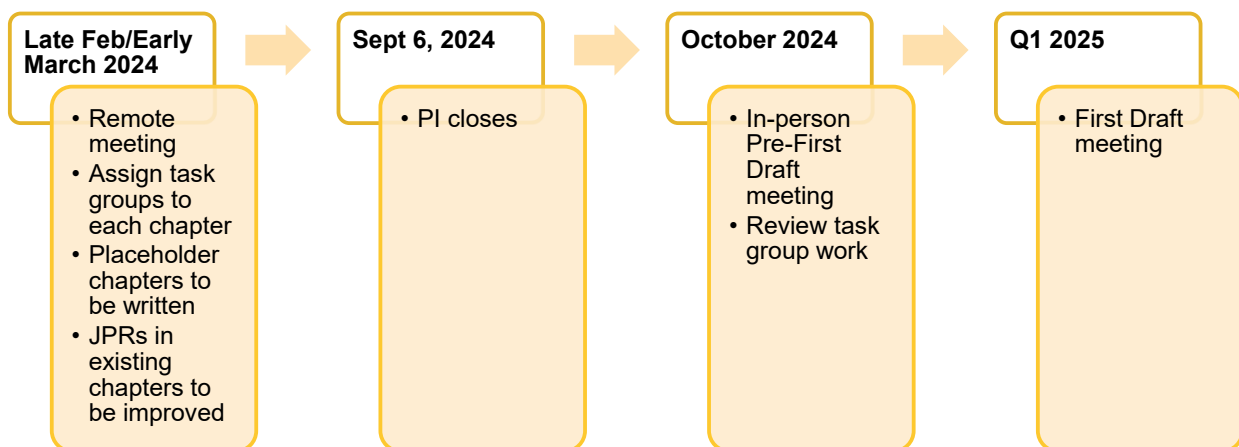 Late Feb/Early
March 2024
• Remote
meeting
• Assign task
groups to
each chapter
• Placeholder
chapters to
be written
• JPRs in
existing
chapters to
be improved
Sept 6, 2024
• PI closes
October 2024
• In-person
Pre-First
Draft
meeting
• Review task
group work
Q1 2025
• First Draft
meeting